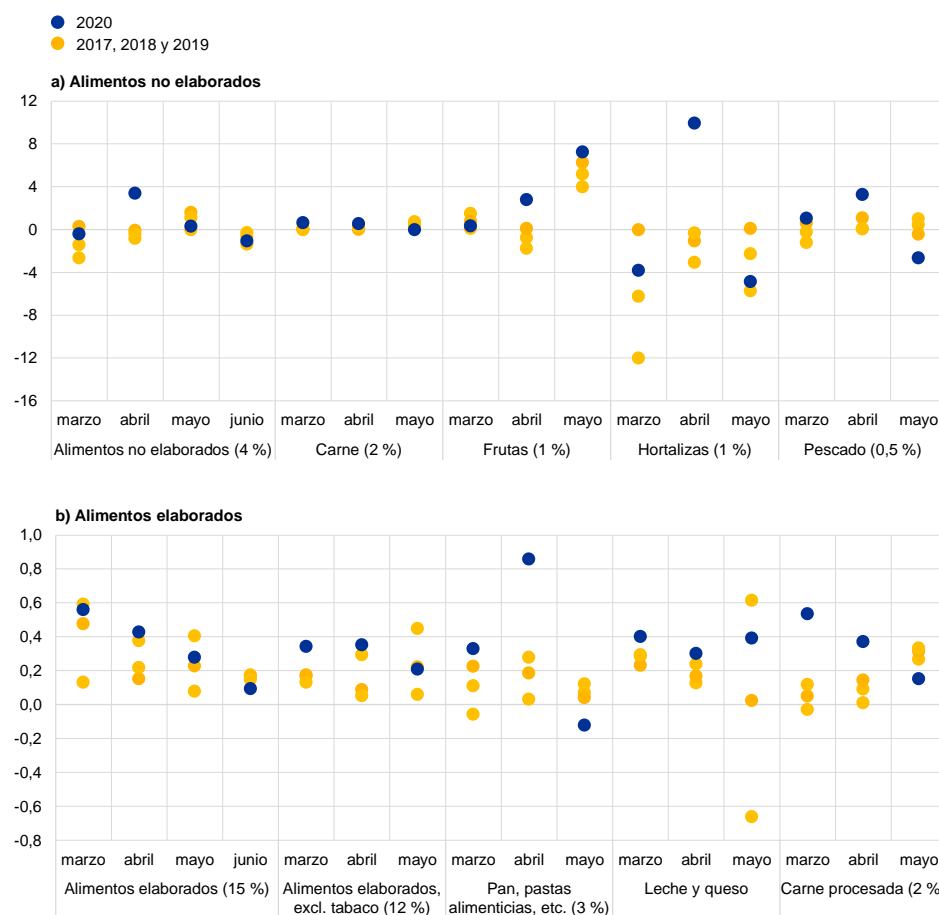 2020
2017, 2018 y 2019
a) Alimentos no elaborados
12
8
4
0
-4
-8
-12
-16
marzo abril mayo junio marzo abril mayo marzo abril mayo marzo abril mayo marzo abril mayo
Alimentos no elaborados (4 %) Carne (2 %) Frutas (1 %) Hortalizas (1 %) Pescado (0,5 %)
b) Alimentos elaborados
1,0
0,8
0,6
0,4
0,2
0,0
-0,2
-0,4
-0,6
-0,8
marzo abril mayo junio marzo abril mayo marzo abril mayo marzo abril mayo marzo abril mayo
Alimentos elaborados (15 %) Alimentos elaborados, Pan, pastas Leche y queso Carne procesada (2 %
excl. tabaco (12 %) alimenticias, etc. (3 %)